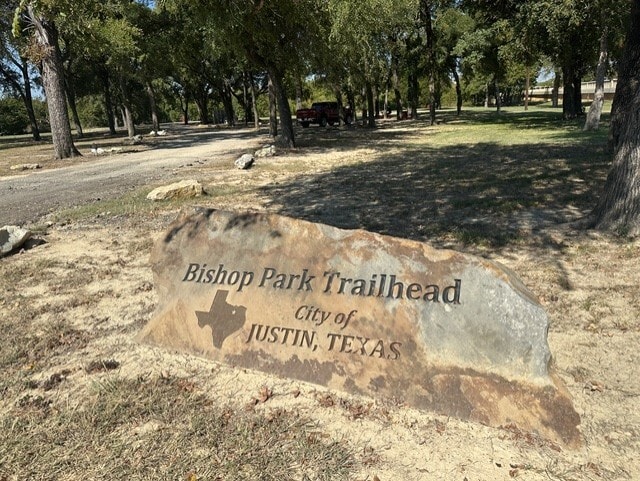 Bishop Park Trailhead
City of
JUSTIN, TEXAS